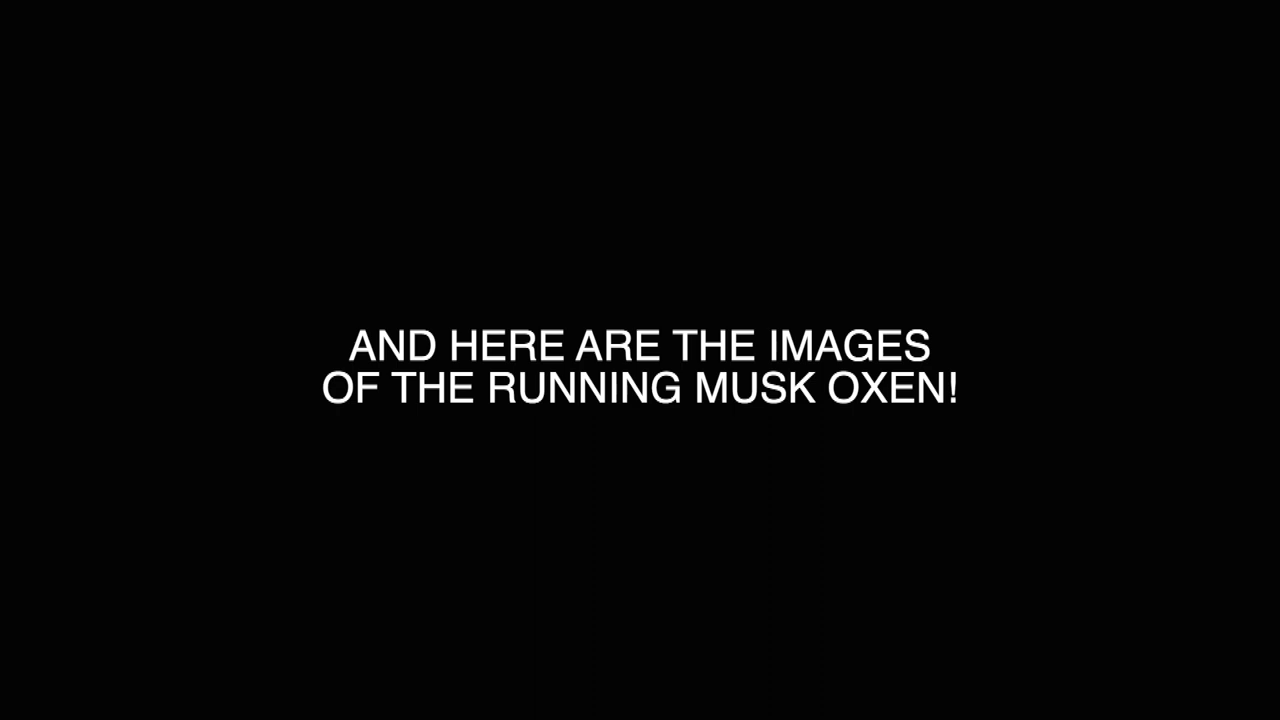 AND HERE ARE THE IMAGES
OF THE RUNNING MUSK OXEN!